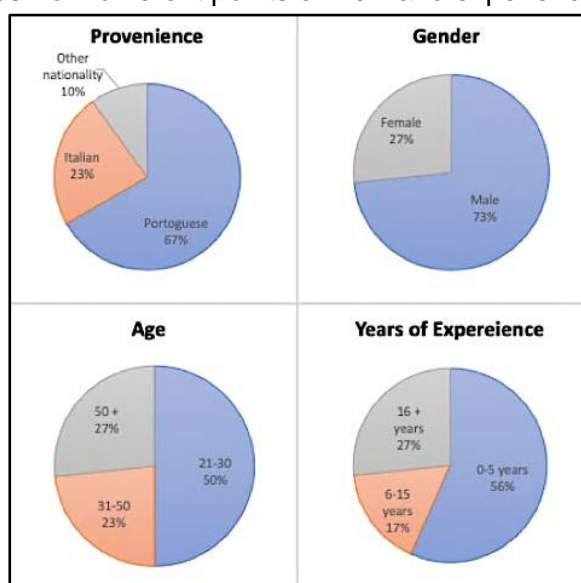 Provenience
Other
nationality
10%
Italian
23%
Portoguese
67%
Gender
Female
27%
Male
73%
Age
50 +
27%
21-30
50%
31-50
23%
Years of Expereience
16 +
years
27%
0-5 years
56%
6-15
years
17%